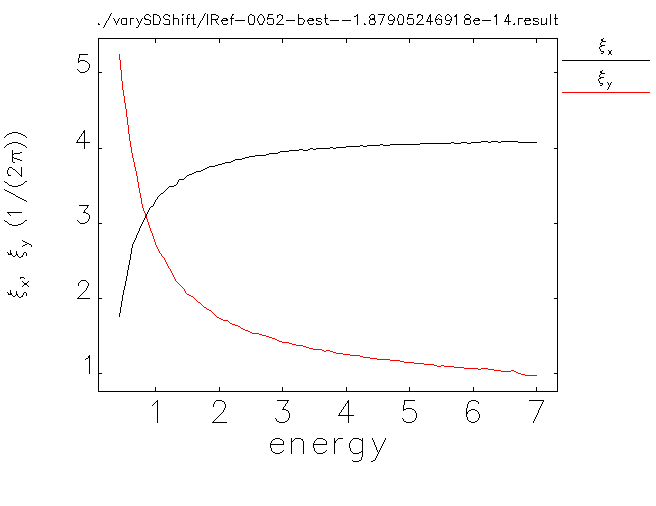 ./varySDShift/IRef-0052-best--1.87905246918e-14.result
ξx
ξy
ξx, ξy (1/(2π))
5
4
3
2
1
1 2 3 4 5 6 7
energy